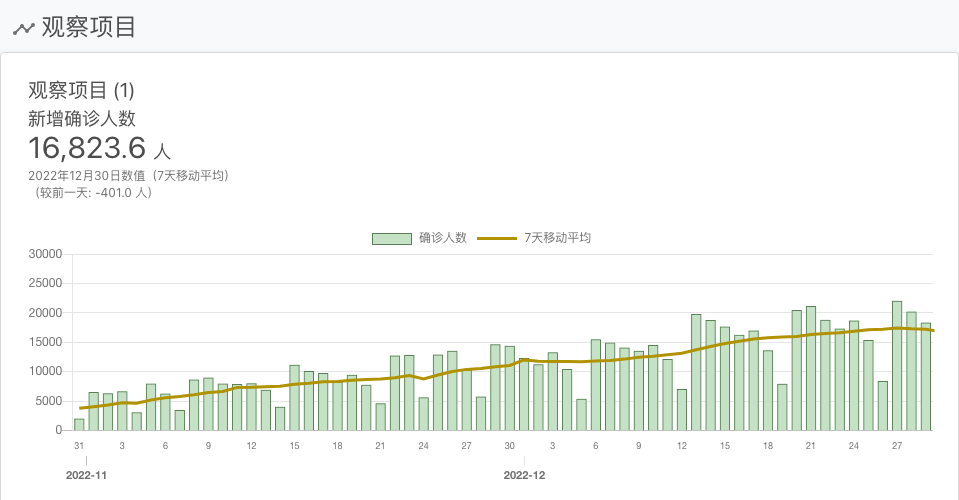 观察项目
观察项目 (1)
新增确诊人数
16,823.6 人
2022年12月30日数值（7天移动平均）
（较前一天: -401.0 人）
确诊人数 7天移动平均
30000
25000
20000
15000
10000
5000
0
31 3 6 9 12 15 18 21 24 27 30 3 6 9 12 15 18 21 24 27
2022-11 2022-12